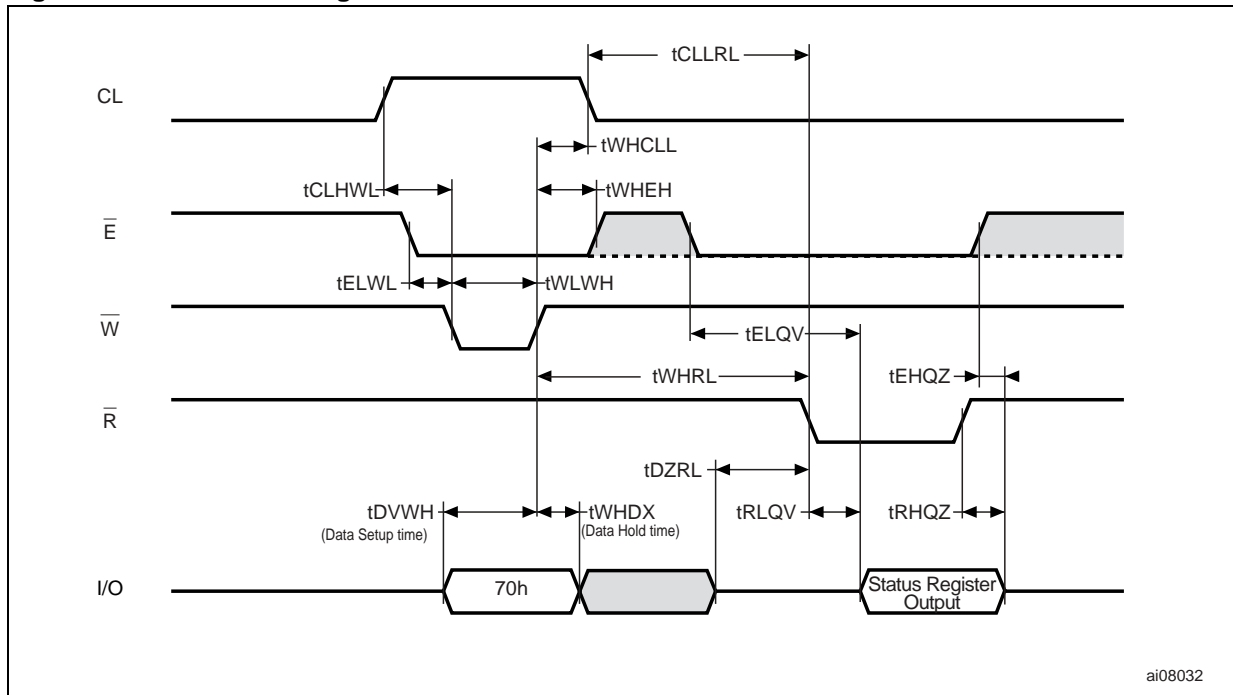 tCLLRL
CL
tWHCLL
tCLHWL
tWHEH
E
tELWL
tWLWH
W
tELQV
tWHRL
tEHQZ
R
tDZRL
tDVWH
(Data Setup time)
tWHDX
(Data Hold time)
tRLQV
tRHQZ
I/O
70h
Status Register
Output
ai08032